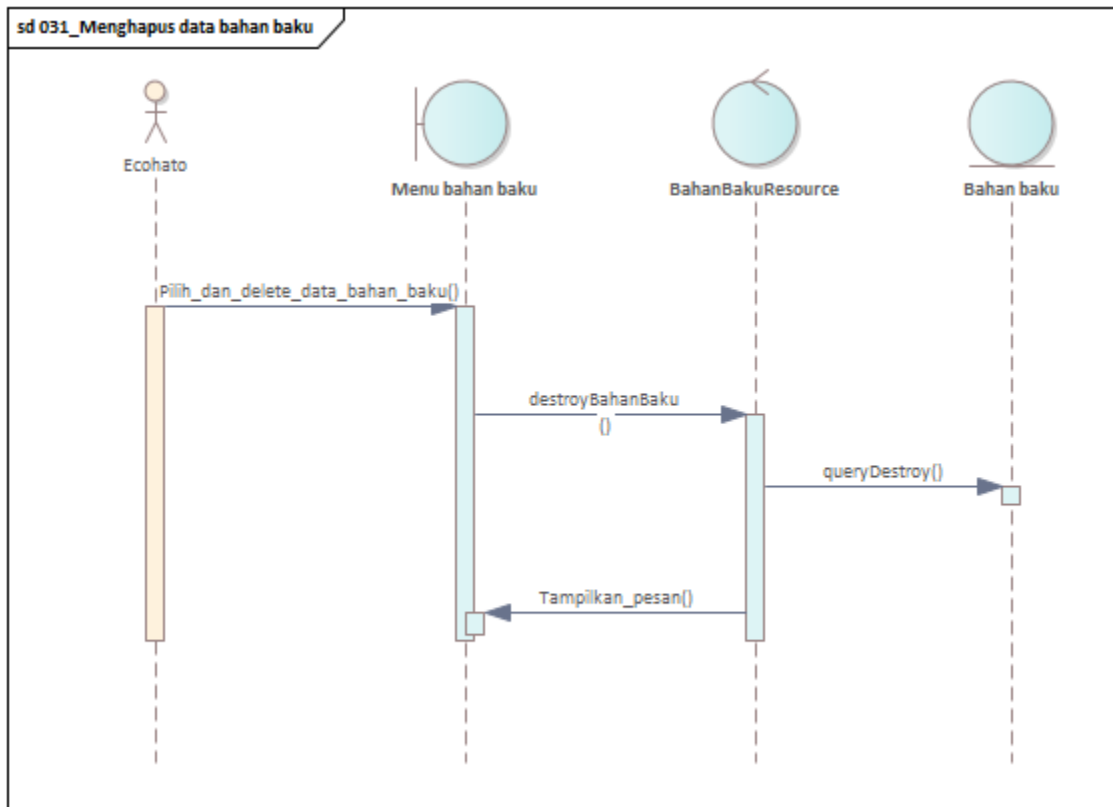 sd 031_Menghapus data bahan baku
Ecohato
Menu bahan baku
BahanBakuResource
Bahan baku
Pilih_dan_delete_data_bahan_baku()
destroyBahanBaku
()
queryDestroy()
Tampilkan_pesan()